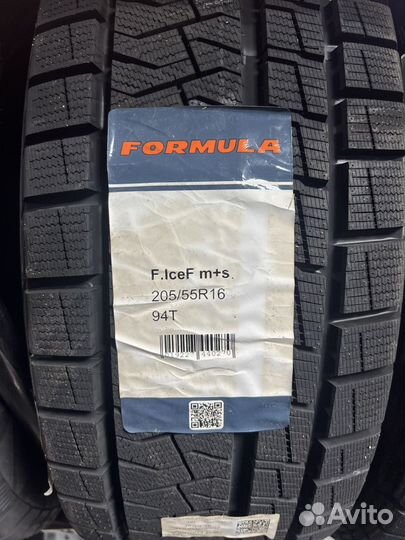 FORMULA
F.IceF m+s
205/55R16
94T
Avito